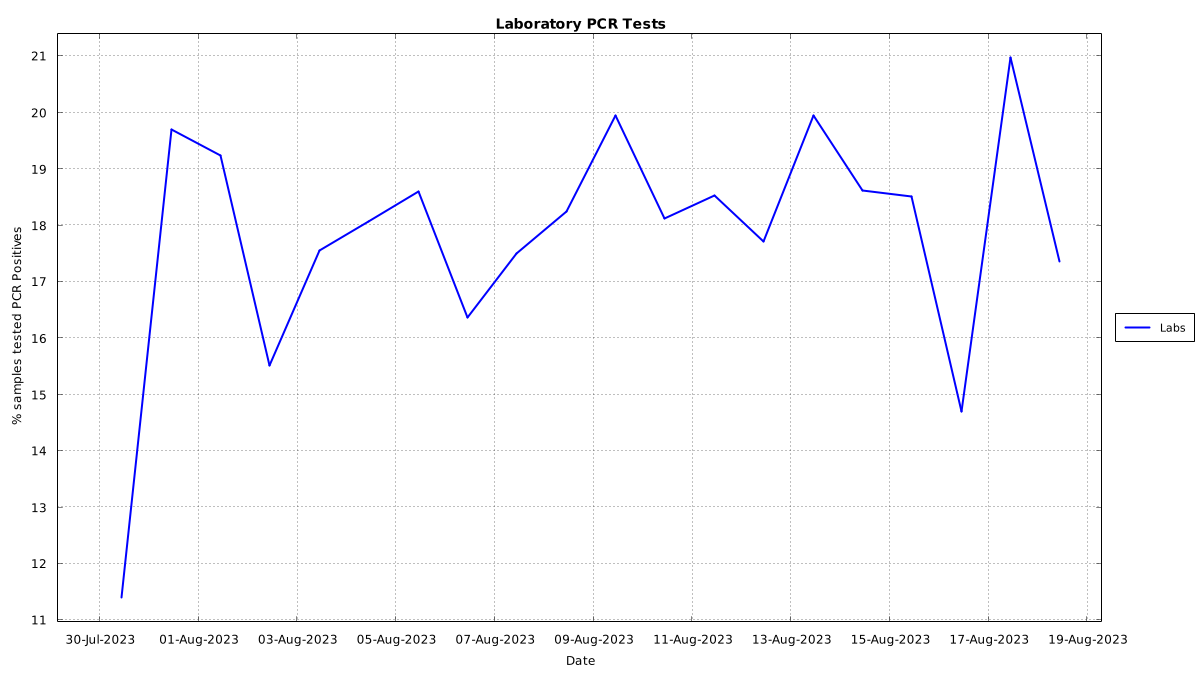 Laboratory PCR Tests
21
20
19
18
17
16
15
14
13
12
11
% samples tested PCR Positives
30-Jul-2023 01-Aug-2023 03-Aug-2023 05-Aug-2023 07-Aug-2023 09-Aug-2023 11-Aug-2023 13-Aug-2023 15-Aug-2023 17-Aug-2023 19-Aug-2023
Date
Labs